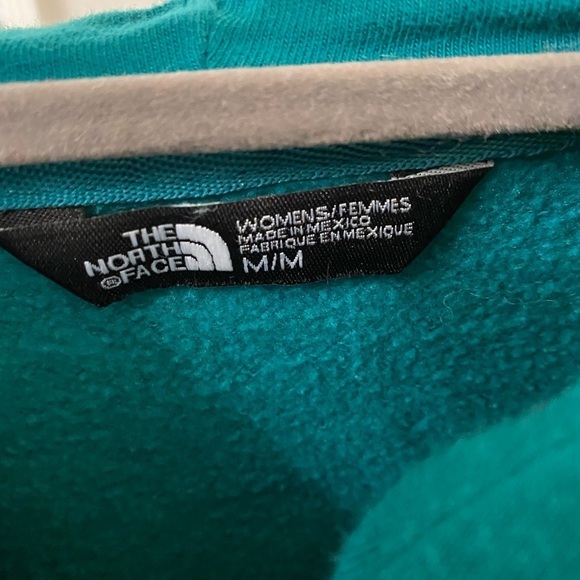 THE
NORTH
FACE
WOMENS/FEMMES
MADE IN MEXICO
FABRIQUE EN MEXIQUE
M/M